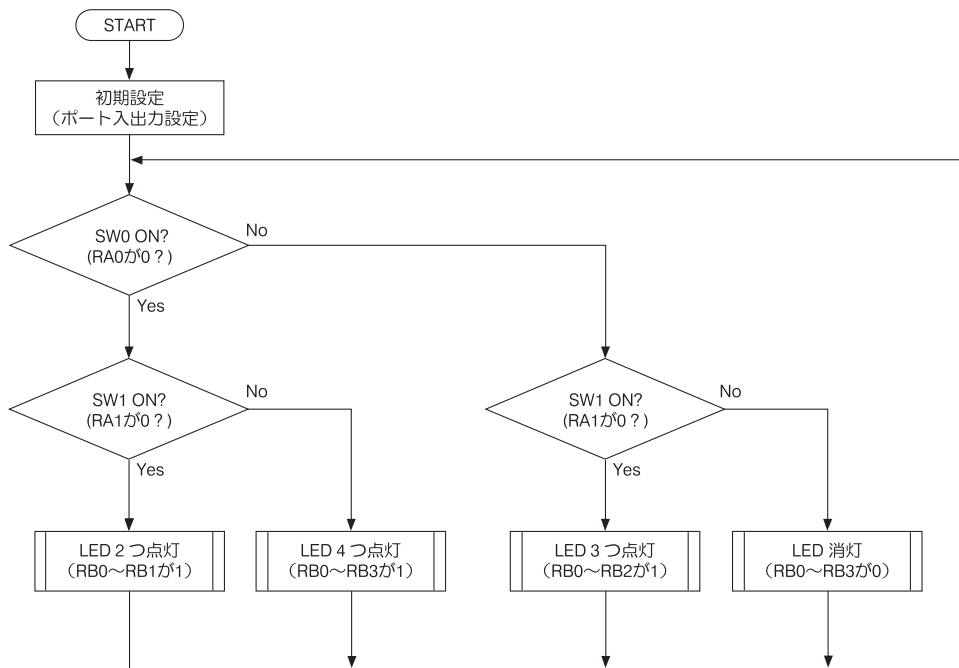 START
初期設定
（ポート入出力設定）
SW0 ON?
(RA0が0？)
No
Yes
SW1 ON?
(RA1が0？)
No
Yes
SW1 ON?
(RA1が0？)
No
Yes
LED 2 つ点灯
（RB0〜RB1が1）
LED 4 つ点灯
（RB0〜RB3が1）
LED 3 つ点灯
（RB0〜RB2が1）
LED 消灯
（RB0〜RB3が0）